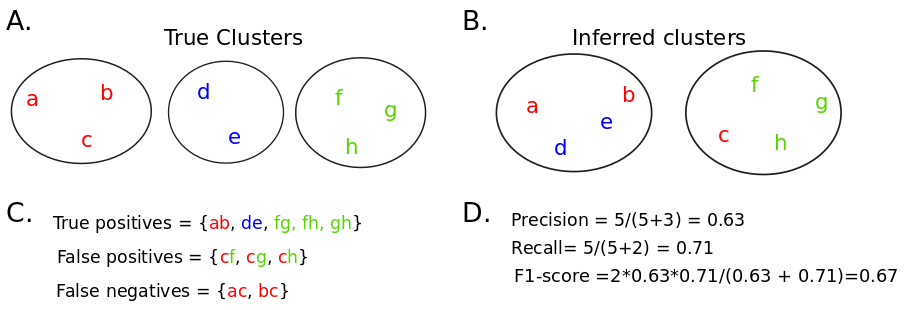 A.
True Clusters
a
b
c
d
e
f
g
h
B.
Inferred clusters
a
b
e
d
f
g
c
h
C.
True positives = {ab, de, fg, fh, gh}
False positives = {cf, cg, ch}
False negatives = {ac, bc}
D.
Precision = 5/(5+3) = 0.63
Recall= 5/(5+2) = 0.71
F1-score =2*0.63*0.71/(0.63 + 0.71)=0.67